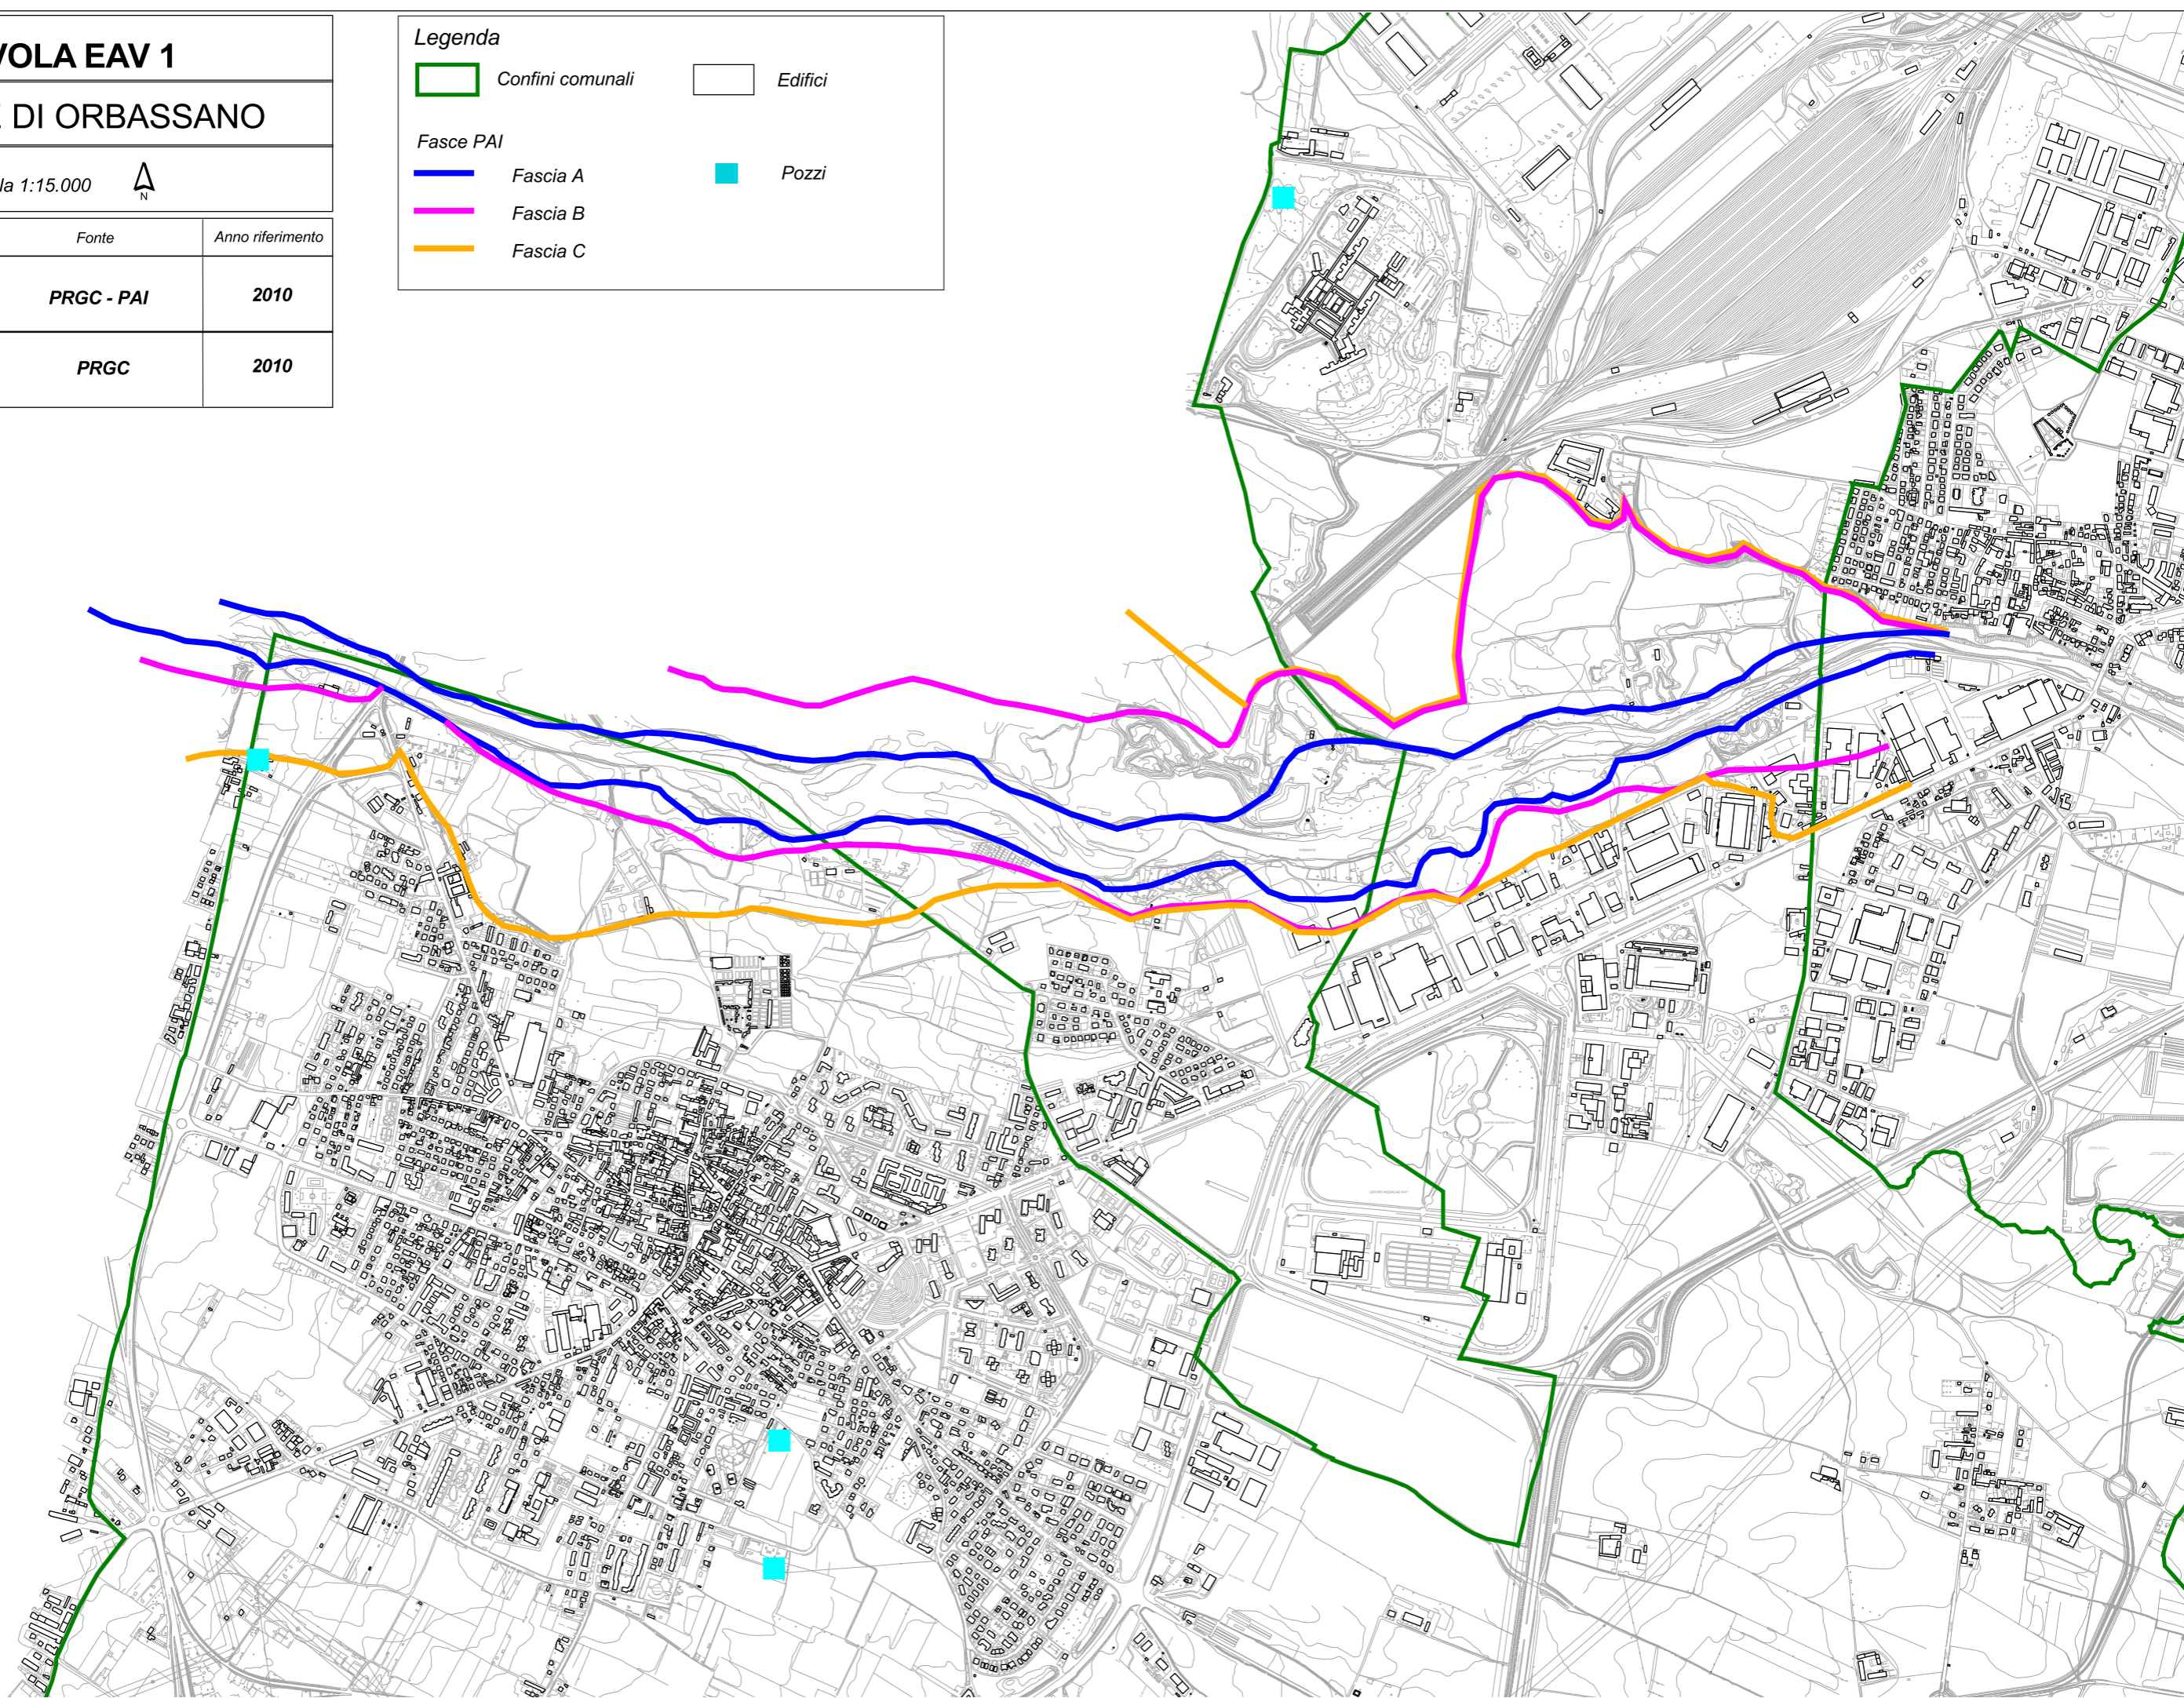 VOLA EAV 1
DI ORBASSANO
la 1:15.000
N
Fonte
Anno riferimento
PRGC - PAI
2010
PRGC
2010
Legenda
Confini comunali
Edifici
Fasce PAI
Fascia A
Pozzi
Fascia B
Fascia C